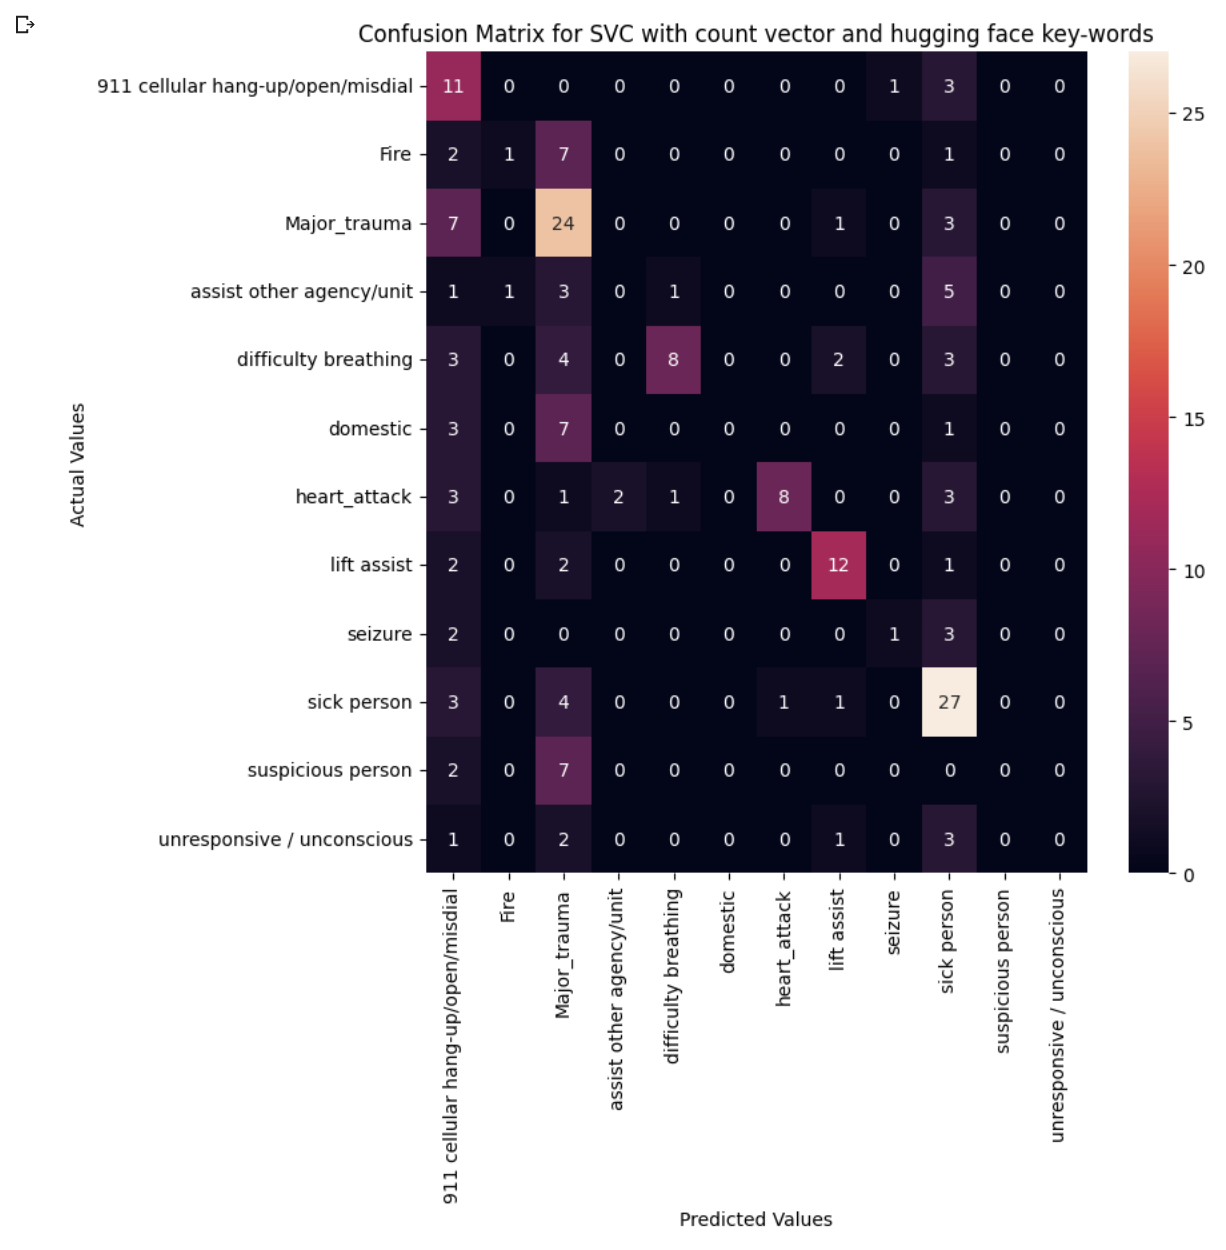 Confusion Matrix for SVC with count vector and hugging face key-words
911 cellular hang-up/open/misdial 11 0 0 0 0 0 0 0 1 3 0 0
Fire 2 1 7 0 0 0 0 0 0 1 0 0
Major_trauma 7 0 24 0 0 0 0 1 0 3 0 0
assist other agency/unit 1 1 3 0 1 0 0 0 0 5 0 0
difficulty breathing 3 0 4 0 8 0 0 2 0 3 0 0
domestic 3 0 7 0 0 0 0 0 0 1 0 0
heart_attack 3 0 1 2 1 0 8 0 0 3 0 0
lift assist 2 0 2 0 0 0 0 12 0 1 0 0
seizure 2 0 0 0 0 0 0 0 1 3 0 0
sick person 3 0 4 0 0 0 1 1 0 27 0 0
suspicious person 2 0 7 0 0 0 0 0 0 0 0 0
unresponsive / unconscious 1 0 2 0 0 0 0 1 0 3 0 0
Actual Values
911 cellular hang-up/open/misdial
Fire
Major_trauma
assist other agency/unit
difficulty breathing
domestic
heart_attack
lift assist
seizure
sick person
suspicious person
unresponsive / unconscious
Predicted Values
25
20
15
10
5
0